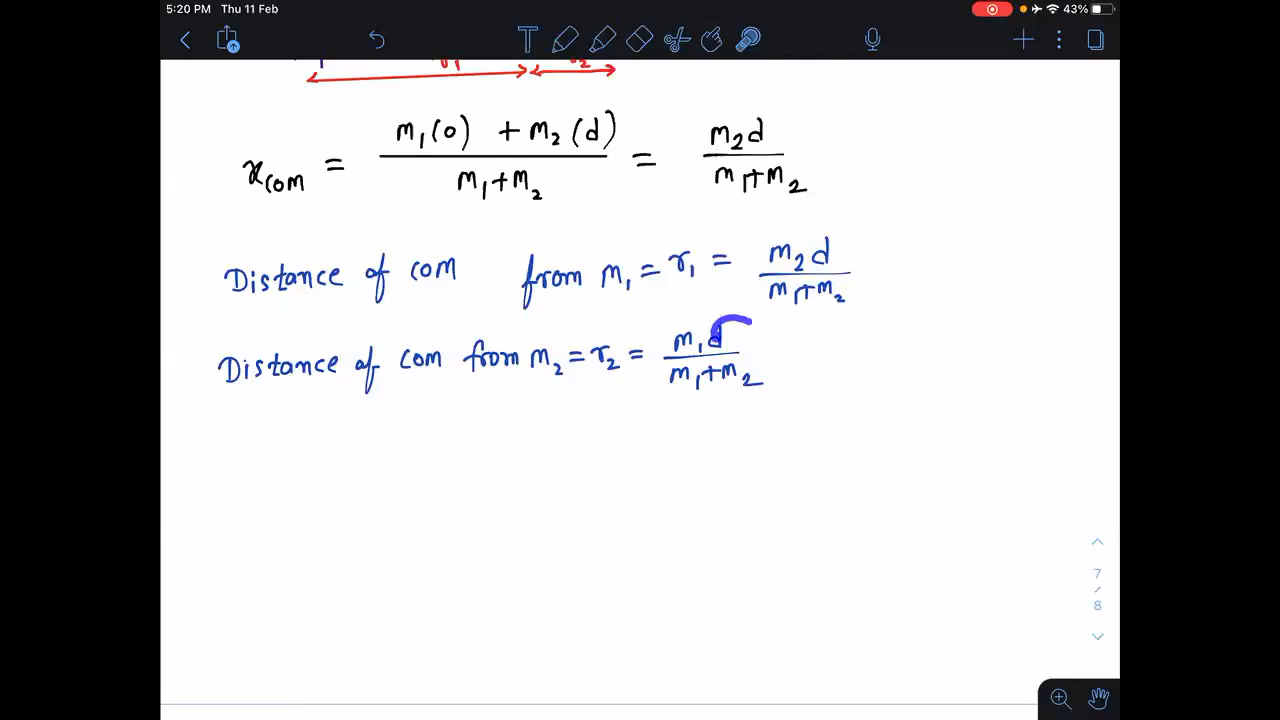 5:20 PM Thu 11 Feb 43%
x_com = (m₁(0) + m₂(d)) / (m₁+m₂) = m₂d / (m₁+m₂)
Distance of com from m₁ = r₁ = m₂d / (m₁+m₂)
Distance of com from m₂ = r₂ = m₁d / (m₁+m₂)
7
/
8